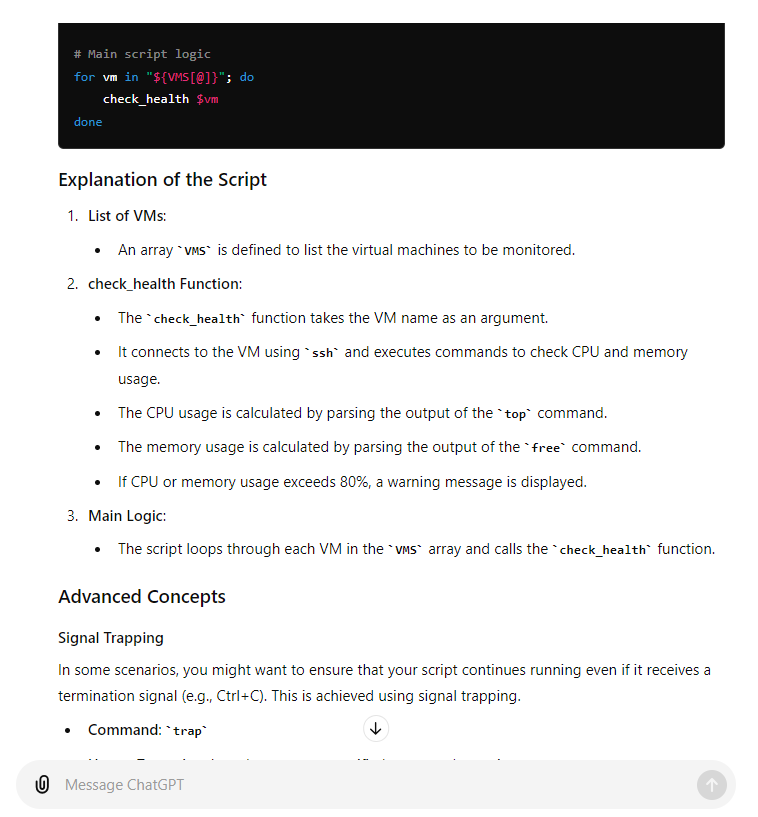 # Main script logic
for vm in "${VMS[@]}"; do
    check_health $vm
done
Explanation of the Script
1. List of VMs:
• An array `VMS` is defined to list the virtual machines to be monitored.
2. check_health Function:
• The `check_health` function takes the VM name as an argument.
• It connects to the VM using `ssh` and executes commands to check CPU and memory
usage.
• The CPU usage is calculated by parsing the output of the `top` command.
• The memory usage is calculated by parsing the output of the `free` command.
• If CPU or memory usage exceeds 80%, a warning message is displayed.
3. Main Logic:
• The script loops through each VM in the `VMS` array and calls the `check_health` function.
Advanced Concepts
Signal Trapping
In some scenarios, you might want to ensure that your script continues running even if it receives a
termination signal (e.g., Ctrl+C). This is achieved using signal trapping.
• Command: `trap`
Message ChatGPT